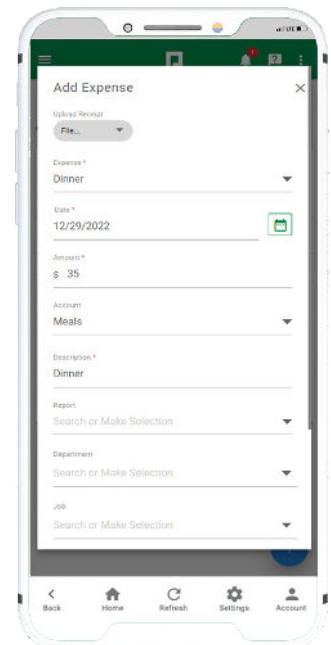 LTE
Add Expense
Upload Receipt
File...
Expense *
Dinner
Date *
12/29/2022
Amount *
$ 35
Account
Meals
Description *
Dinner
Report
Search or Make Selection
Department
Search or Make Selection
Job
Search or Make Selection
Back Home Refresh Settings Account